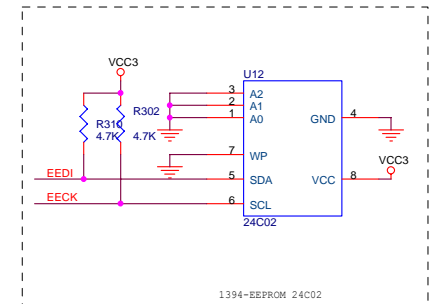 U12
VCC3
3 A2
2 A1
1 A0
R302
R310
4.7K 4.7K
GND 4
7 WP
VCC3
EEDI
5 SDA
VCC 8
EECK
6 SCL
24C02
1394-EEPROM 24C02